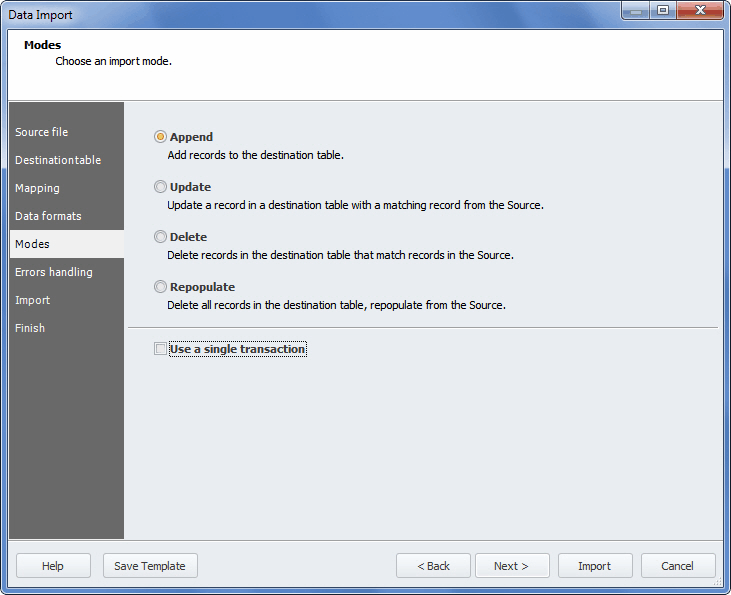 Data Import
Modes
Choose an import mode.
Source file
Destinationtable
Mapping
Data formats
Modes
Errors handling
Import
Finish
Append
Add records to the destination table.
Update
Update a record in a destination table with a matching record from the Source.
Delete
Delete records in the destination table that match records in the Source.
Repopulate
Delete all records in the destination table, repopulate from the Source.
Use a single transaction
Help
Save Template
< Back
Next >
Import
Cancel